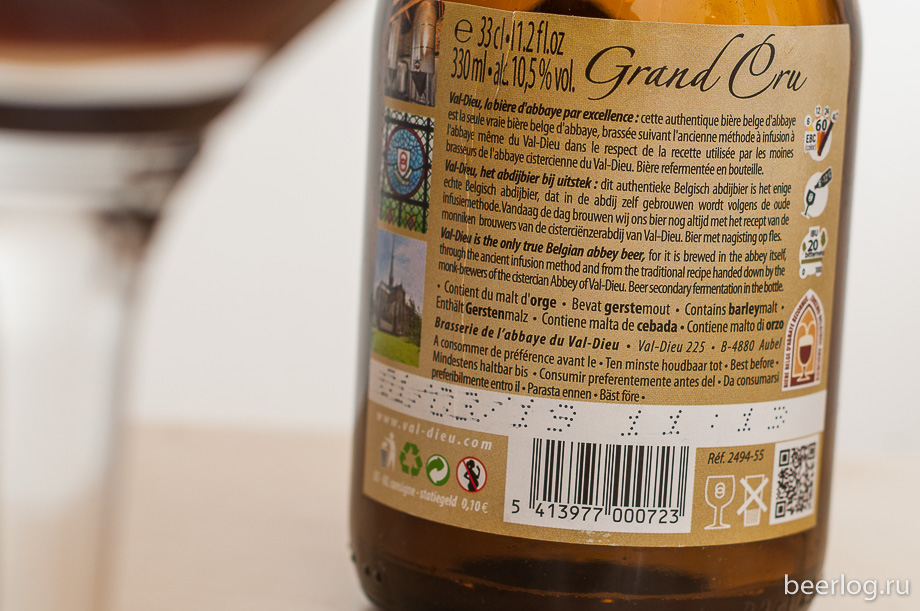 ℮ 33 cl • 11.2 fl.oz
330 ml • alc. 10,5 % vol.
Grand Cru
Val-Dieu, la bière d'abbaye par excellence : cette authentique bière belge d'abbaye
est la seule vraie bière belge d'abbaye, brassée suivant l'ancienne méthode à infusion à
l'abbaye même du Val-Dieu dans le respect de la recette utilisée par les moines
brasseurs de l'abbaye cistercienne du Val-Dieu. Bière refermentée en bouteille.
Val-Dieu, het abdijbier bij uitstek : dit authentieke Belgisch abdijbier is het enige
echte Belgisch abdijbier, dat in de abdij zelf gebrouwen wordt volgens de oude
infusiemethode. Vandaag de dag brouwen wij ons bier nog altijd met het recept van de
monniken brouwers van de cisterciënzerabdij van Val-Dieu. Bier met nagisting op fles.
Val-Dieu is the only true Belgian abbey beer, for it is brewed in the abbey itself,
through the ancient infusion method and from the traditional recipe handed down by the
monk-brewers of the cistercian Abbey of Val-Dieu. Beer secondary fermentation in the bottle.
• Contient du malt d'orge • Bevat gerstemout • Contains barleymalt •
Enthält Gerstenmalz • Contiene malta de cebada • Contiene malto di orzo
Brasserie de l'abbaye du Val-Dieu • Val-Dieu 225 • B-4880 Aubel
A consommer de préférence avant le • Ten minste houdbaar tot • Best before •
Mindestens haltbar bis • Consumir preferentemente antes del • Da consumarsi
preferibilmente entro il • Parasta ennen • Bäst före •
11:13
www.val-dieu.com
consigne - statiegeld 0,10 €
5 413977 000723
Réf. 2494-55
EBC
60
IBU
20
beerlog.ru